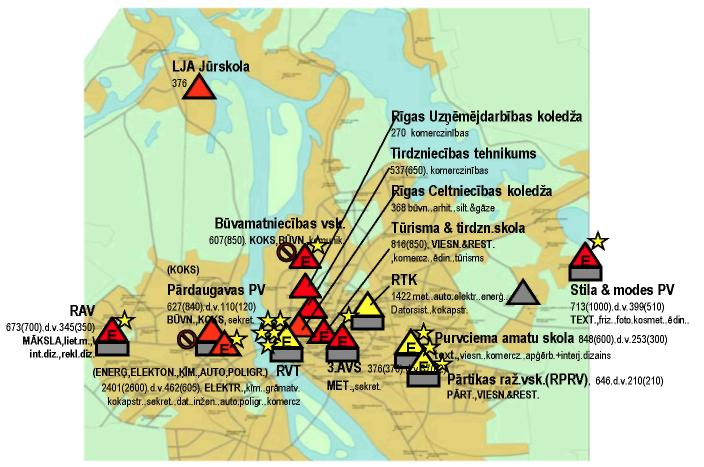 LJA Jūrskola
376
Rīgas Uzņēmējdarbības koledža
270 komerczinības
Tirdzniecības tehnikums
537(650). komerczinības
Rīgas Celtniecības koledža
368 būvn..arhit..silt.&gāze
Būvamatniecības vsk.
607(850). KOKS,BŪVN.,komunik.
Tūrisma & tirdzn.skola
816(850), VIESN.&REST.
,komercz..ēdin..tūrisms
(KOKS)
Pārdaugavas PV
627(840).d.v.110(120)
BŪVN.,KOKS,sekret.
RTK
1422.met..auto.elektr..enerģ..
Datorsist..kokapstr.
Stila & modes PV
713(1000).d.v.399(510)
TEXT.,friz..foto.kosmet..ēdin..
RAV
673(700).d.v.345(350)
MĀKSLA,liet.m.,v
int.diz.,rekl.diz.
Purvciema amatu skola 848(600).d.v.253(300)
Text.,viesn..komercz..apģērb.+interj.dizains
RVT
3.AVS
MET.,sekret.
(ENERĢ,ELEKTON.,ĶĪM.,AUTO,POLIGR.)
2401(2600).d.v.462(605). ELEKTR.,ķīm..grāmatv.
kokapstr..sekret..dat..inžen..auto.poligr..komercz
Pārtikas raž.vsk.(RPRV). 646.d.v.210(210)
PĀRT.,VIESN.&REST.
E
E
E
E
E
E
E
E
E